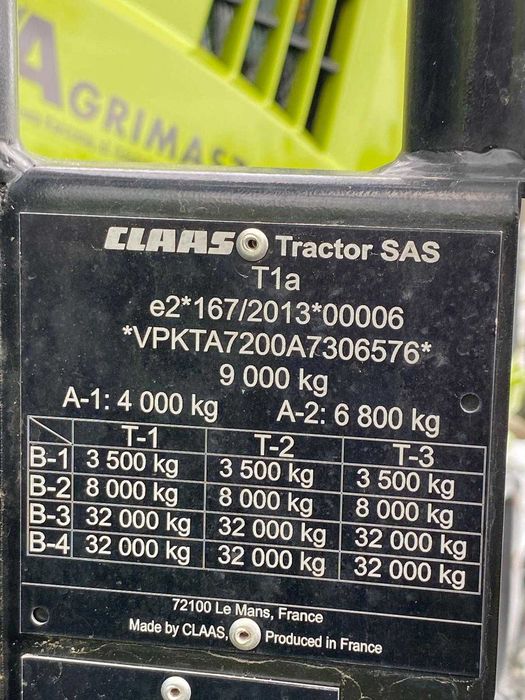 AGRIMAS
CLAAS Tractor SAS
T1a
e2*167/2013*00006
*VPKTA7200A7306576*
9 000 kg
A-1: 4 000 kg A-2: 6 800 kg
T-1 T-2 T-3
B-1 3 500 kg 3 500 kg 3 500 kg
B-2 8 000 kg 8 000 kg 8 000 kg
B-3 32 000 kg 32 000 kg 32 000 kg
B-4 32 000 kg 32 000 kg 32 000 kg
72100 Le Mans, France
Made by CLAAS, Produced in France